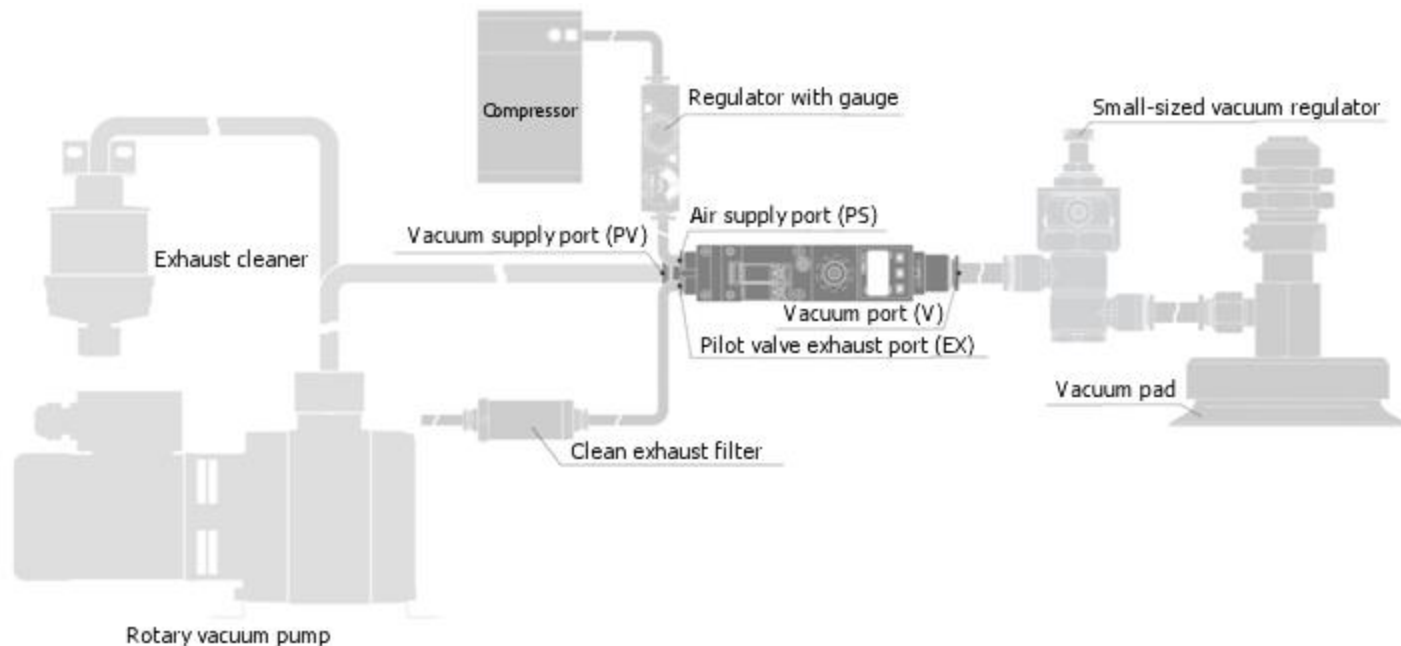 Compressor
Regulator with gauge
Small-sized vacuum regulator
Air supply port (PS)
Vacuum supply port (PV)
Exhaust cleaner
Vacuum port (V)
Pilot valve exhaust port (EX)
Vacuum pad
Clean exhaust filter
Rotary vacuum pump